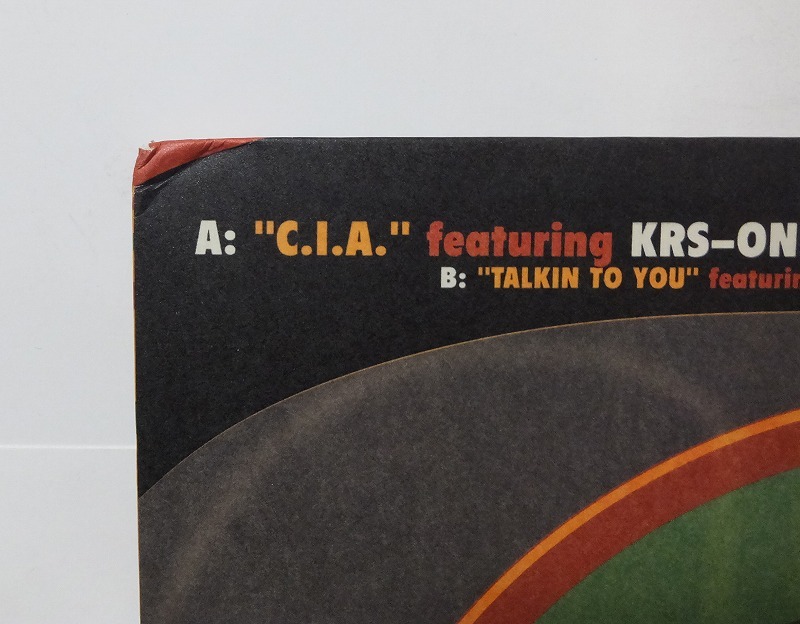 A: "C.I.A." featuring KRS–ON
B: "TALKIN TO YOU" featurin